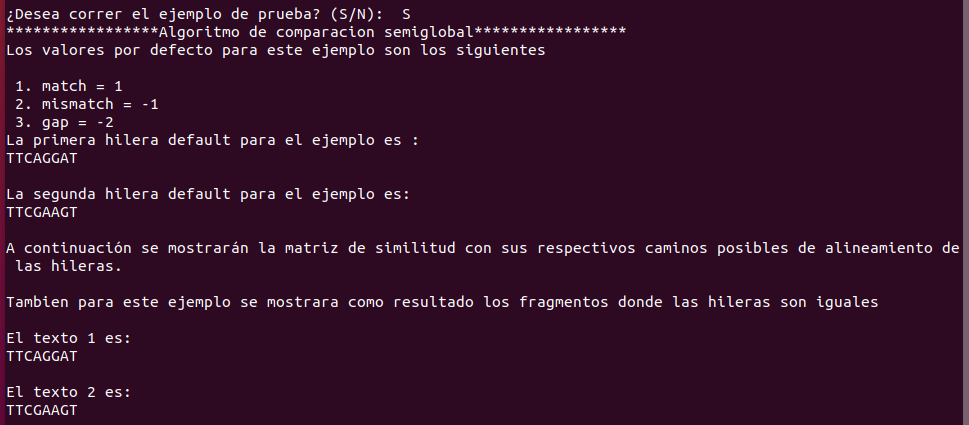 ¿Desea correr el ejemplo de prueba? (S/N):  S
*****************Algoritmo de comparacion semiglobal*****************
Los valores por defecto para este ejemplo son los siguientes
1. match = 1
2. mismatch = -1
3. gap = -2
La primera hilera default para el ejemplo es :
TTCAGGAT
La segunda hilera default para el ejemplo es:
TTCGAAGT
A continuación se mostrarán la matriz de similitud con sus respectivos caminos posibles de alineamiento de
las hileras.
Tambien para este ejemplo se mostrara como resultado los fragmentos donde las hileras son iguales
El texto 1 es:
TTCAGGAT
El texto 2 es:
TTCGAAGT